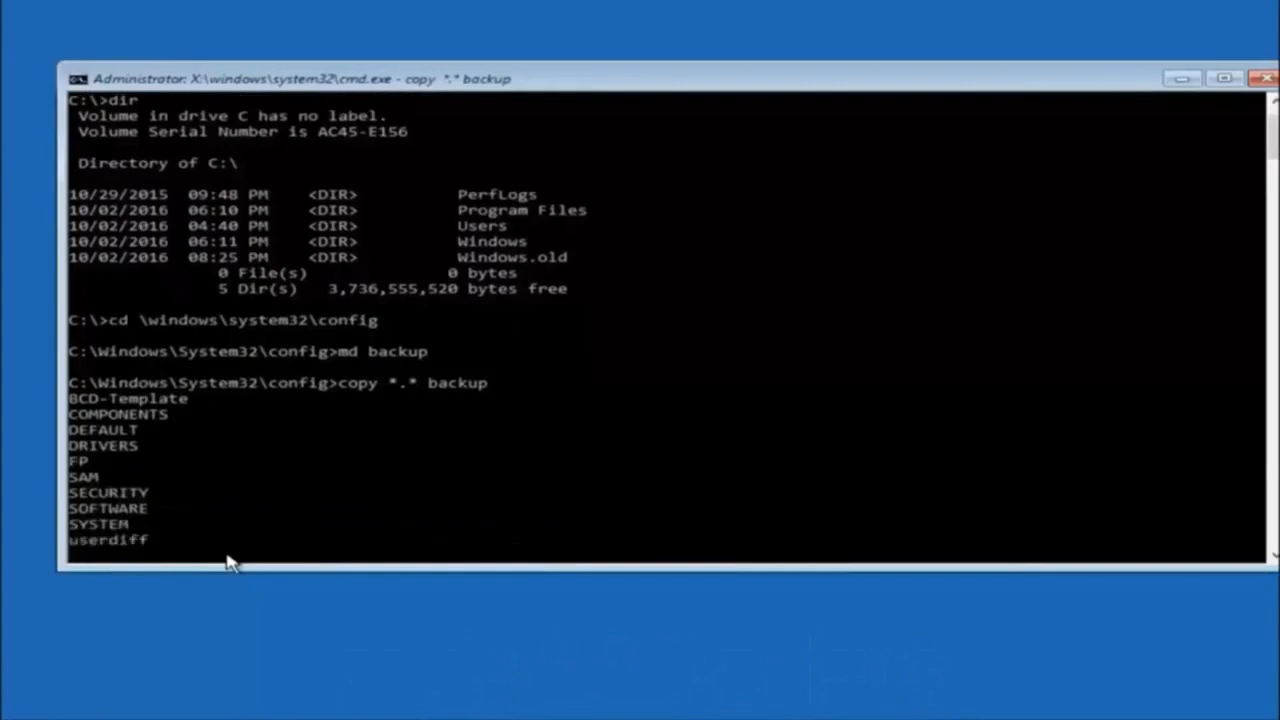 Administrator: X:\windows\system32\cmd.exe - copy *.* backup
C:\>dir
Volume in drive C has no label.
Volume Serial Number is AC45-E156
Directory of C:\
10/29/2015 09:48 PM <DIR> PerfLogs
10/02/2016 06:10 PM <DIR> Program Files
10/02/2016 04:40 PM <DIR> Users
10/02/2016 06:11 PM <DIR> Windows
10/02/2016 08:25 PM <DIR> Windows.old
0 File(s) 0 bytes
5 Dir(s) 3,736,555,520 bytes free
C:\>cd \windows\system32\config
C:\Windows\System32\config>md backup
C:\Windows\System32\config>copy *.* backup
BCD-Template
COMPONENTS
DEFAULT
DRIVERS
FP
SAM
SECURITY
SOFTWARE
SYSTEM
userdiff